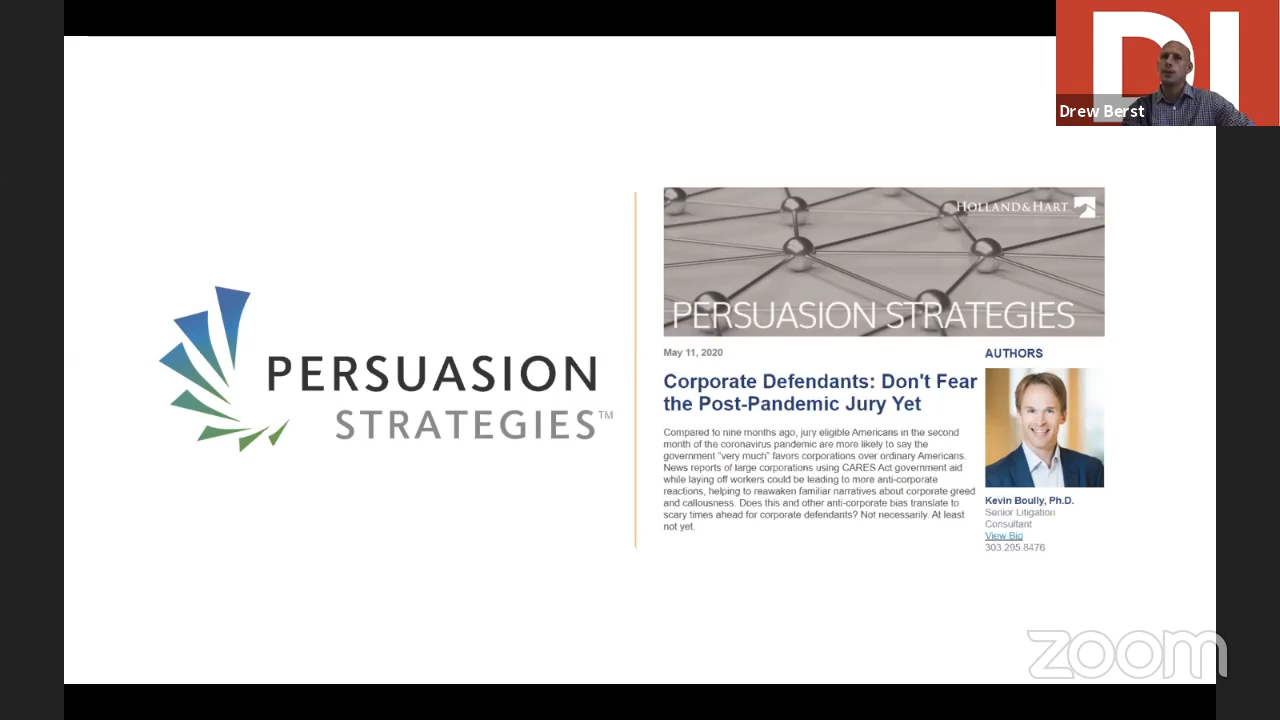 DI
Drew Berst
PERSUASION
STRATEGIES™
HOLLAND&HART
PERSUASION STRATEGIES
May 11, 2020
Corporate Defendants: Don't Fear
the Post-Pandemic Jury Yet
Compared to nine months ago, jury eligible Americans in the second
month of the coronavirus pandemic are more likely to say the
government "very much" favors corporations over ordinary Americans.
News reports of large corporations using CARES Act government aid
while laying off workers could be leading to more anti-corporate
reactions, helping to reawaken familiar narratives about corporate greed
and callousness. Does this and other anti-corporate bias translate to
scary times ahead for corporate defendants? Not necessarily. At least
not yet.
AUTHORS
Kevin Boully, Ph.D.
Senior Litigation
Consultant
View Bio
303.295.8476
zoom